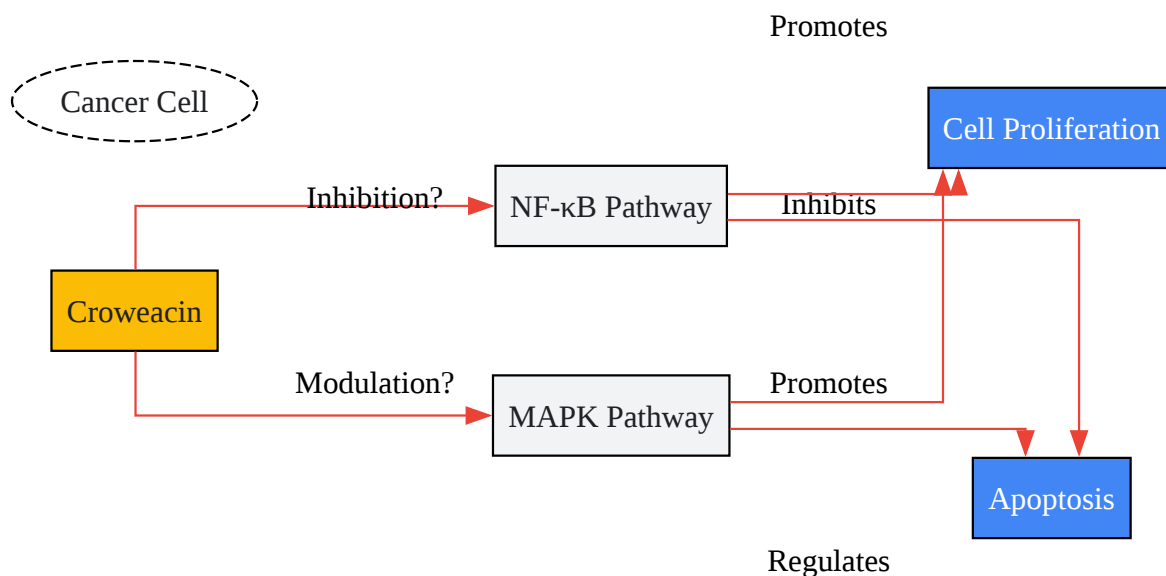 Promotes
Cancer Cell
Cell Proliferation
Inhibition?
NF-κB Pathway
Inhibits
Croweacin
Modulation?
MAPK Pathway
Promotes
Apoptosis
Regulates